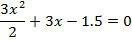 3x²/2 + 3x − 1.5 = 0